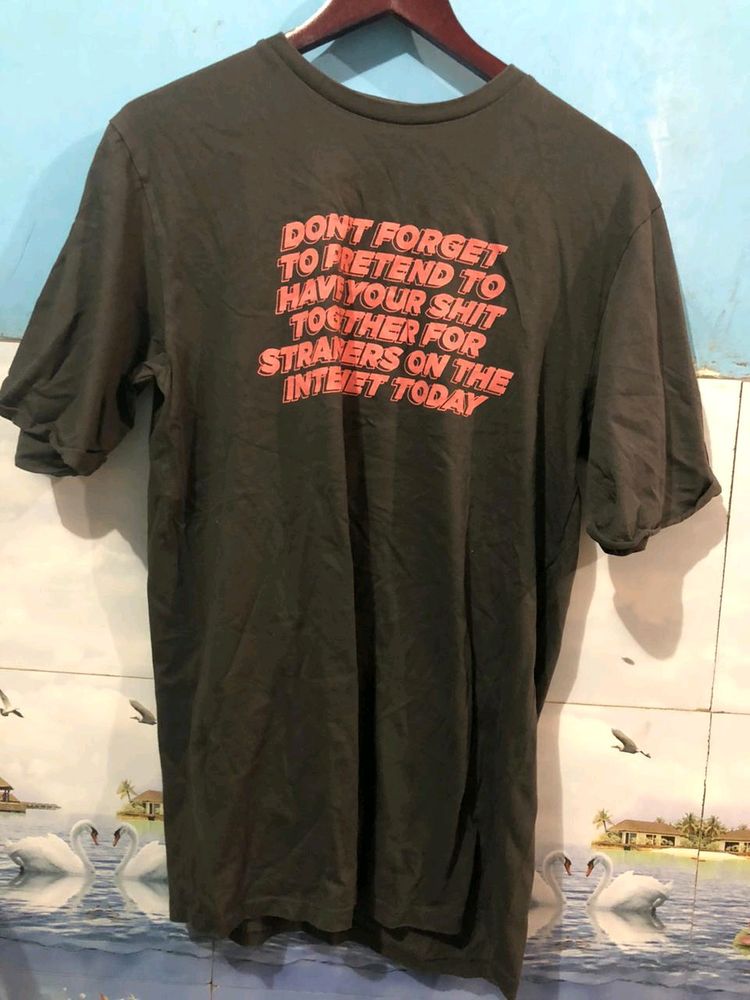 DON'T FORGET
TO PRETEND TO
HAVE YOUR SHIT
TOGETHER FOR
STRANGERS ON THE
INTERNET TODAY